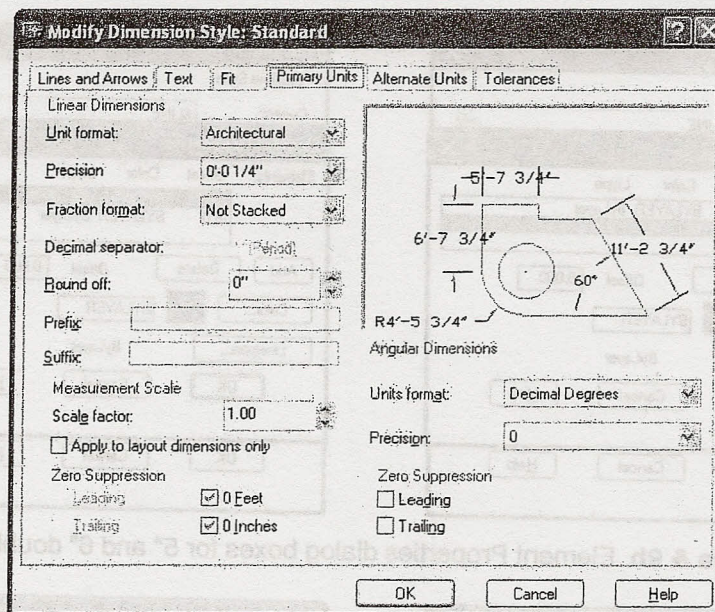 Modify Dimension Style: Standard
Lines and Arrows Text Fit Primary Units Alternate Units Tolerances
Linear Dimensions
Unit format: Architectural
Precision 0'-0 1/4"
Fraction format: Not Stacked
Decimal separator: (Period)
Round off: 0"
Prefix
Suffix
Measurement Scale
Scale factor: 1.00
Apply to layout dimensions only
Zero Suppression
Leading 0 Feet
Trailing 0 Inches
5'-7 3/4"
6'-7 3/4"
11'-2 3/4"
60°
R4'-5 3/4"
Angular Dimensions
Units format: Decimal Degrees
Precision: 0
Zero Suppression
Leading
Trailing
OK Cancel Help